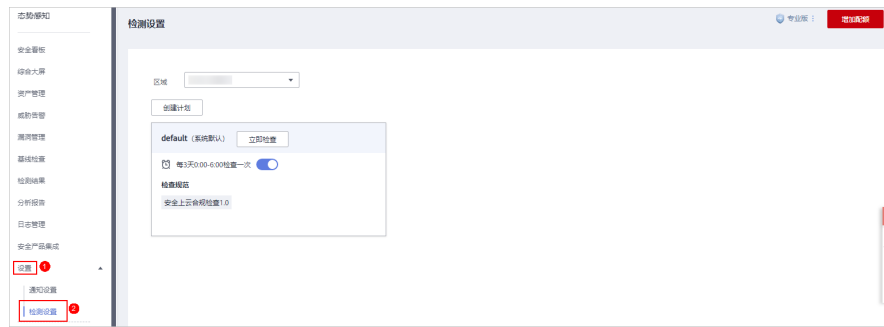 态势感知
安全看板
综合大屏
资产管理
威胁告警
漏洞管理
基线检查
检测结果
分析报告
日志管理
安全产品集成
设置 1
通知设置
检测设置 2
检测设置
专业版
增加配额
区域
创建计划
default（系统默认） 立即检查
每3天0:00-6:00检查一次
检查规范
安全上云合规检查1.0